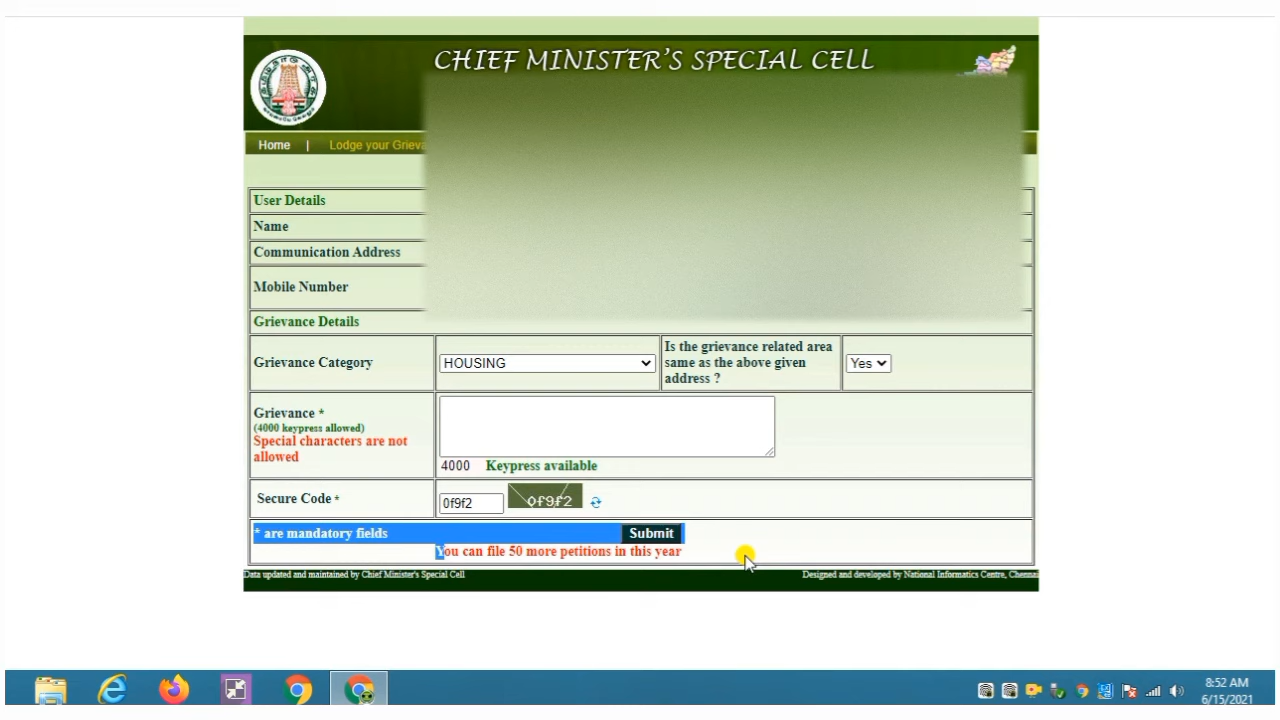 CHIEF MINISTER'S SPECIAL CELL
Home | Lodge your Grieva
User Details
Name
Communication Address
Mobile Number
Grievance Details
Grievance Category
HOUSING
Is the grievance related area
same as the above given
address ?
Yes
Grievance *
(4000 keypress allowed)
Special characters are not
allowed
4000 Keypress available
Secure Code *
0f9f2
0f9f2
* are mandatory fields
Submit
You can file 50 more petitions in this year
Data updated and maintained by Chief Minister's Special Cell
Designed and developed by National Informatics Centre, Chennai
8:52 AM
6/15/2021